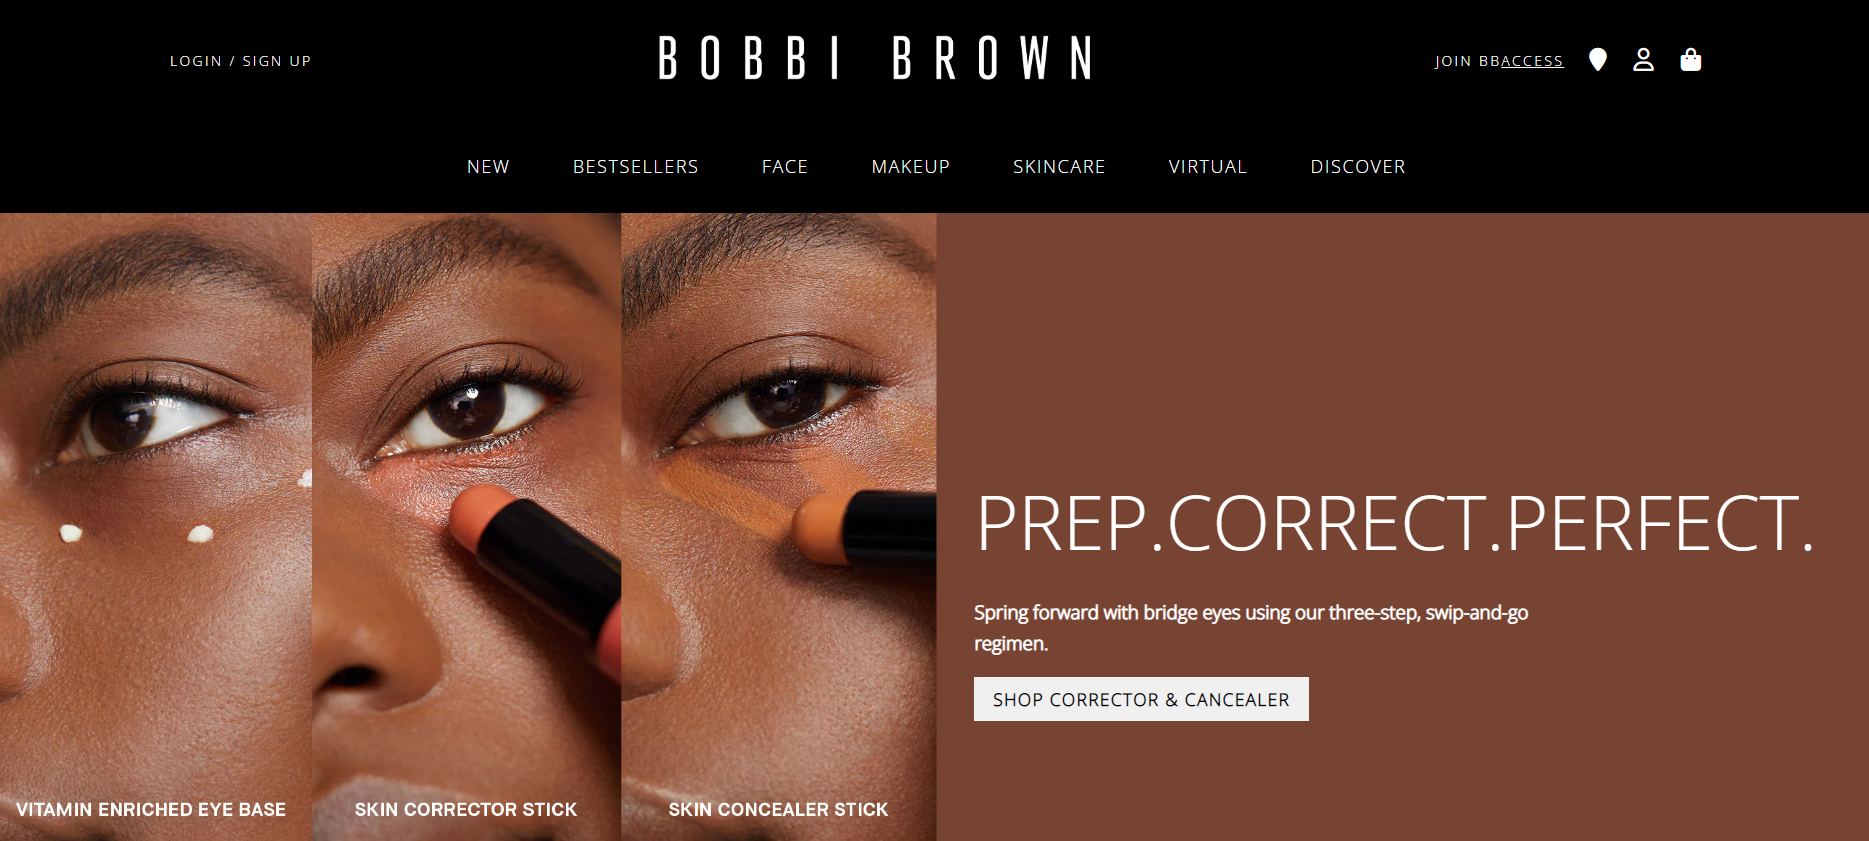 LOGIN / SIGN UP
BOBBI BROWN
JOIN BBACCESS
NEW BESTSELLERS FACE MAKEUP SKINCARE VIRTUAL DISCOVER
PREP.CORRECT.PERFECT.
Spring forward with bridge eyes using our three-step, swip-and-go
regimen.
SHOP CORRECTOR & CANCEALER
VITAMIN ENRICHED EYE BASE
SKIN CORRECTOR STICK
SKIN CONCEALER STICK